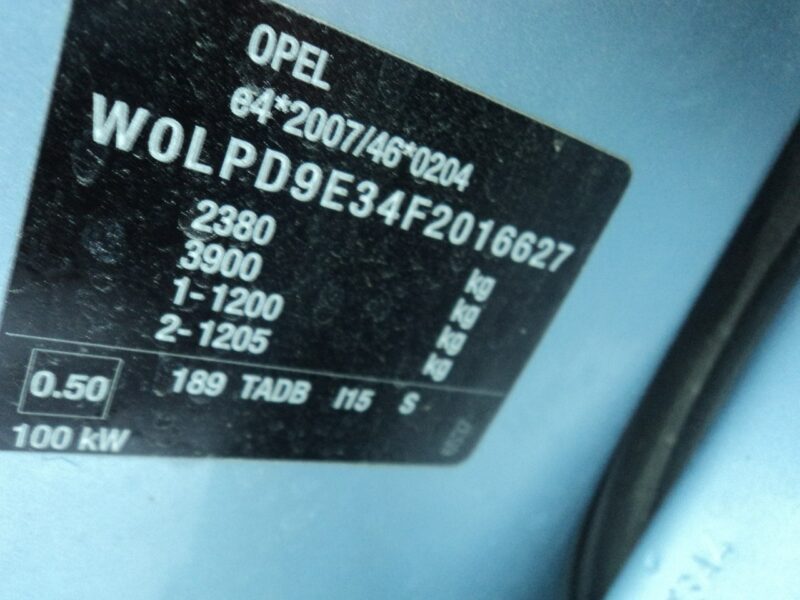 OPEL
e4*2007/46*0204
W0LPD9E34F2016627
2380 kg
3900 kg
1-1200 kg
2-1205 kg
0.50 189 TADB I15 S
100 kW